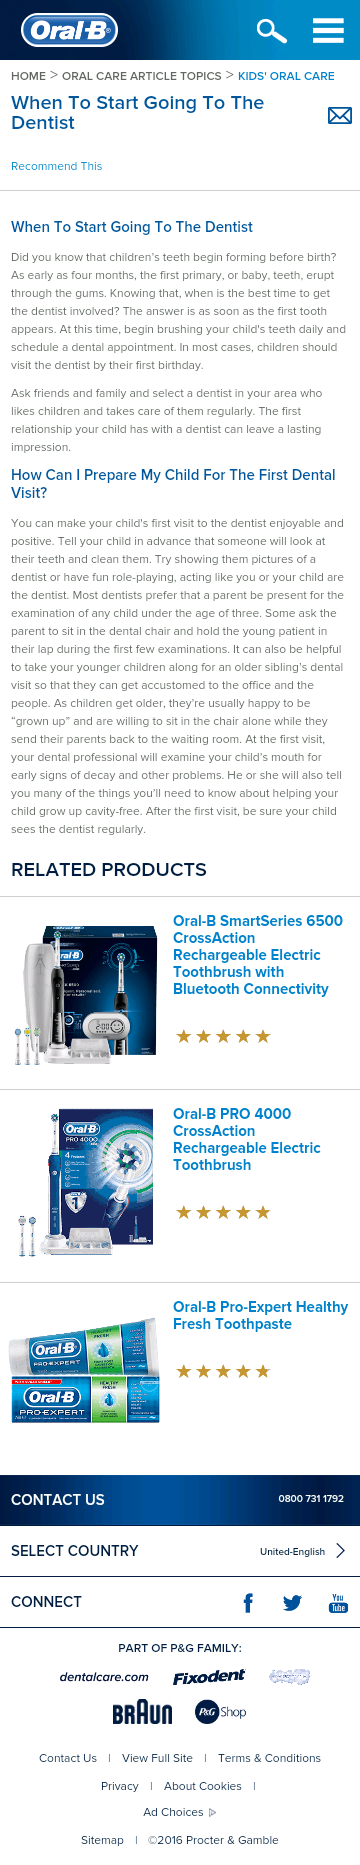 Oral-B
HOME > ORAL CARE ARTICLE TOPICS > KIDS' ORAL CARE
When To Start Going To The
Dentist
Recommend This
When To Start Going To The Dentist
Did you know that children's teeth begin forming before birth?
As early as four months, the first primary, or baby, teeth, erupt
through the gums. Knowing that, when is the best time to get
the dentist involved? The answer is as soon as the first tooth
appears. At this time, begin brushing your child's teeth daily and
schedule a dental appointment. In most cases, children should
visit the dentist by their first birthday.
Ask friends and family and select a dentist in your area who
likes children and takes care of them regularly. The first
relationship your child has with a dentist can leave a lasting
impression.
How Can I Prepare My Child For The First Dental
Visit?
You can make your child's first visit to the dentist enjoyable and
positive. Tell your child in advance that someone will look at
their teeth and clean them. Try showing them pictures of a
dentist or have fun role-playing, acting like you or your child are
the dentist. Most dentists prefer that a parent be present for the
examination of any child under the age of three. Some ask the
parent to sit in the dental chair and hold the young patient in
their lap during the first few examinations. It can also be helpful
to take your younger children along for an older sibling's dental
visit so that they can get accustomed to the office and the
people. As children get older, they're usually happy to be
“grown up” and are willing to sit in the chair alone while they
send their parents back to the waiting room. At the first visit,
your dental professional will examine your child's mouth for
early signs of decay and other problems. He or she will also tell
you many of the things you'll need to know about helping your
child grow up cavity-free. After the first visit, be sure your child
sees the dentist regularly.
RELATED PRODUCTS
Oral-B SmartSeries 6500
CrossAction
Rechargeable Electric
Toothbrush with
Bluetooth Connectivity
Oral-B PRO 4000
CrossAction
Rechargeable Electric
Toothbrush
Oral-B
PRO 4000
Oral-B Pro-Expert Healthy
Fresh Toothpaste
Oral-B
PRO-EXPERT
HEALTHY
FRESH
Oral-B
PRO-EXPERT
HEALTHY
FRESH
CONTACT US 0800 731 1792
SELECT COUNTRY United-English
CONNECT
You
Tube
PART OF P&G FAMILY:
dentalcare.com Fixodent
BRAUN P&G Shop
Contact Us | View Full Site | Terms & Conditions
Privacy | About Cookies |
Ad Choices
Sitemap | ©2016 Procter & Gamble